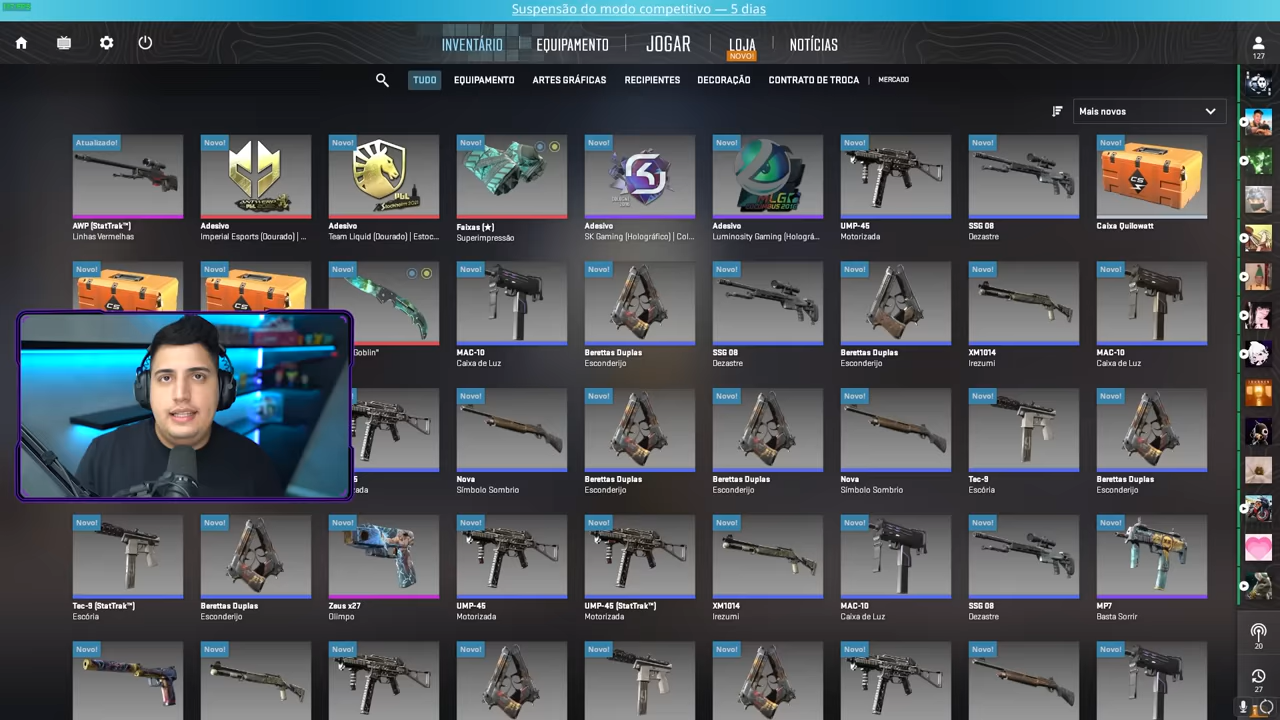 Suspensão do modo competitivo — 5 dias
INVENTÁRIO
EQUIPAMENTO
JOGAR
LOJA
NOVO!
NOTÍCIAS
127
TUDO
EQUIPAMENTO
ARTES GRÁFICAS
RECIPIENTES
DECORAÇÃO
CONTRATO DE TROCA
MERCADO
Mais novos
Atualizado!
Novo!
Novo!
Novo!
Novo!
Novo!
Novo!
Novo!
Novo!
AWP (StatTrak™)
Linhas Vermelhas
Adesivo
Imperial Esports (Dourado) | ...
Adesivo
Team Liquid (Dourado) | Estoc...
Faixas (★)
Superimpressão
Adesivo
SK Gaming (Holográfico) | Col...
Adesivo
Luminosity Gaming (Holográ...
UMP-45
Motorizada
SSG 08
Dezastre
Caixa Quilowatt
Novo!
Novo!
Novo!
Novo!
Novo!
Novo!
Novo!
Novo!
Novo!
Goblin"
MAC-10
Caixa de Luz
Berettas Duplas
Esconderijo
SSG 08
Dezastre
Berettas Duplas
Esconderijo
XM1014
Irezumi
MAC-10
Caixa de Luz
Novo!
Novo!
Novo!
Novo!
Novo!
Novo!
Nova
Símbolo Sombrio
Berettas Duplas
Esconderijo
Berettas Duplas
Esconderijo
Nova
Símbolo Sombrio
Tec-9
Escória
Berettas Duplas
Esconderijo
Novo!
Novo!
Novo!
Novo!
Novo!
Novo!
Novo!
Novo!
Novo!
Tec-9 (StatTrak™)
Escória
Berettas Duplas
Esconderijo
Zeus x27
Olimpo
UMP-45
Motorizada
UMP-45 (StatTrak™)
Motorizada
XM1014
Irezumi
MAC-10
Caixa de Luz
SSG 08
Dezastre
MP7
Basta Sorrir
Novo!
Novo!
Novo!
Novo!
Novo!
Novo!
Novo!
Novo!
Novo!
20
27